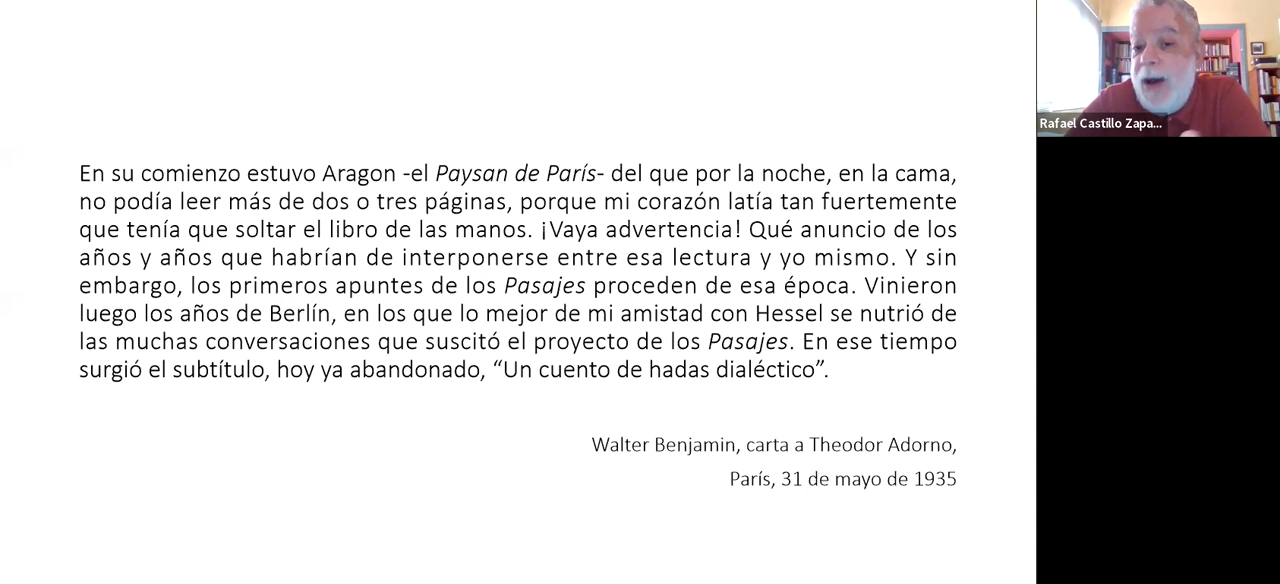 En su comienzo estuvo Aragon -el Paysan de París- del que por la noche, en la cama,
no podía leer más de dos o tres páginas, porque mi corazón latía tan fuertemente
que tenía que soltar el libro de las manos. ¡Vaya advertencia! Qué anuncio de los
años y años que habrían de interponerse entre esa lectura y yo mismo. Y sin
embargo, los primeros apuntes de los Pasajes proceden de esa época. Vinieron
luego los años de Berlín, en los que lo mejor de mi amistad con Hessel se nutrió de
las muchas conversaciones que suscitó el proyecto de los Pasajes. En ese tiempo
surgió el subtítulo, hoy ya abandonado, “Un cuento de hadas dialéctico”.
Walter Benjamin, carta a Theodor Adorno,
París, 31 de mayo de 1935
Rafael Castillo Zapa...